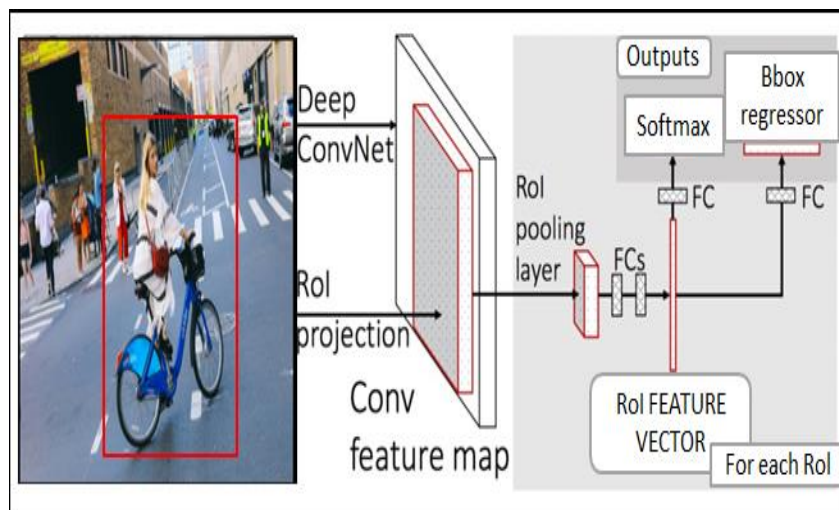 Deep
ConvNet
RoI
projection
Conv
feature map
RoI
pooling
layer
FCs
Outputs
Softmax
Bbox
regressor
FC
FC
RoI FEATURE
VECTOR
For each RoI